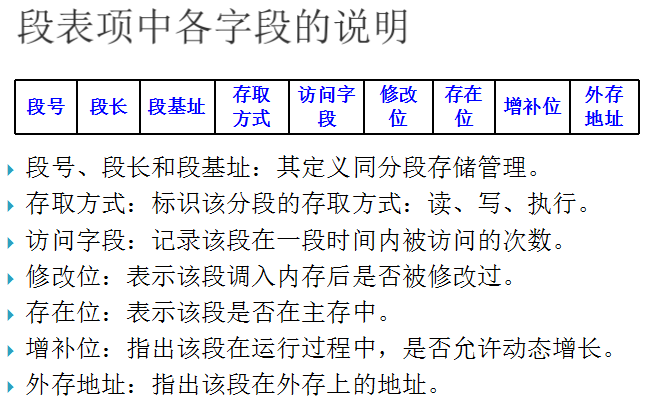 段表项中各字段的说明
段号 段长 段基址 存取方式 访问字段 修改位 存在位 增补位 外存地址
段号、段长和段基址：其定义同分段存储管理。
存取方式：标识该分段的存取方式：读、写、执行。
访问字段：记录该段在一段时间内被访问的次数。
修改位：表示该段调入内存后是否被修改过。
存在位：表示该段是否在主存中。
增补位：指出该段在运行过程中，是否允许动态增长。
外存地址：指出该段在外存上的地址。